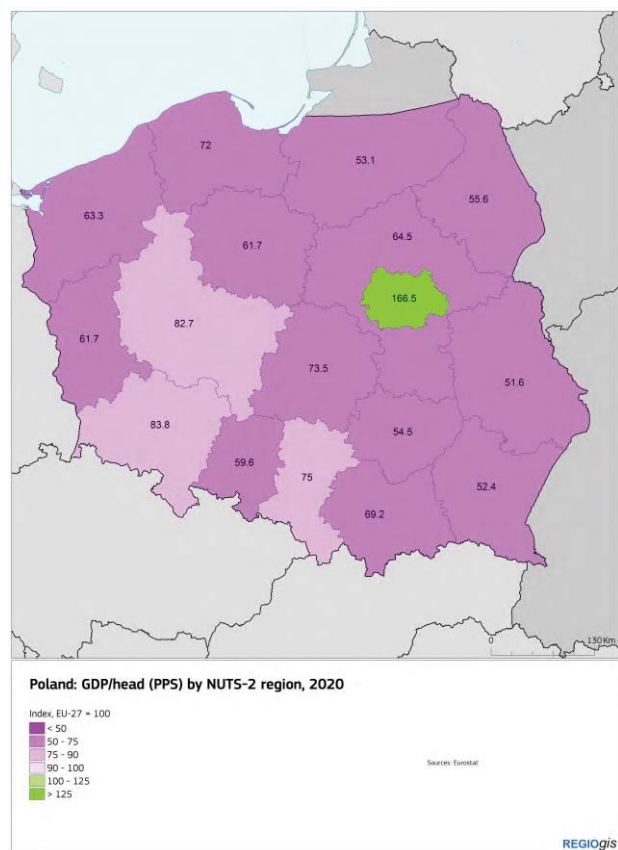 72
53.1
55.6
63.3
61.7
64.5
166.5
82.7
61.7
73.5
51.6
83.8
54.5
59.6
75
52.4
69.2
0
130 Km
Poland: GDP/head (PPS) by NUTS-2 region, 2020
Index, EU-27 = 100
< 50
50 - 75
75 - 90
90 - 100
100 - 125
> 125
Sources: Eurostat
REGIOgis